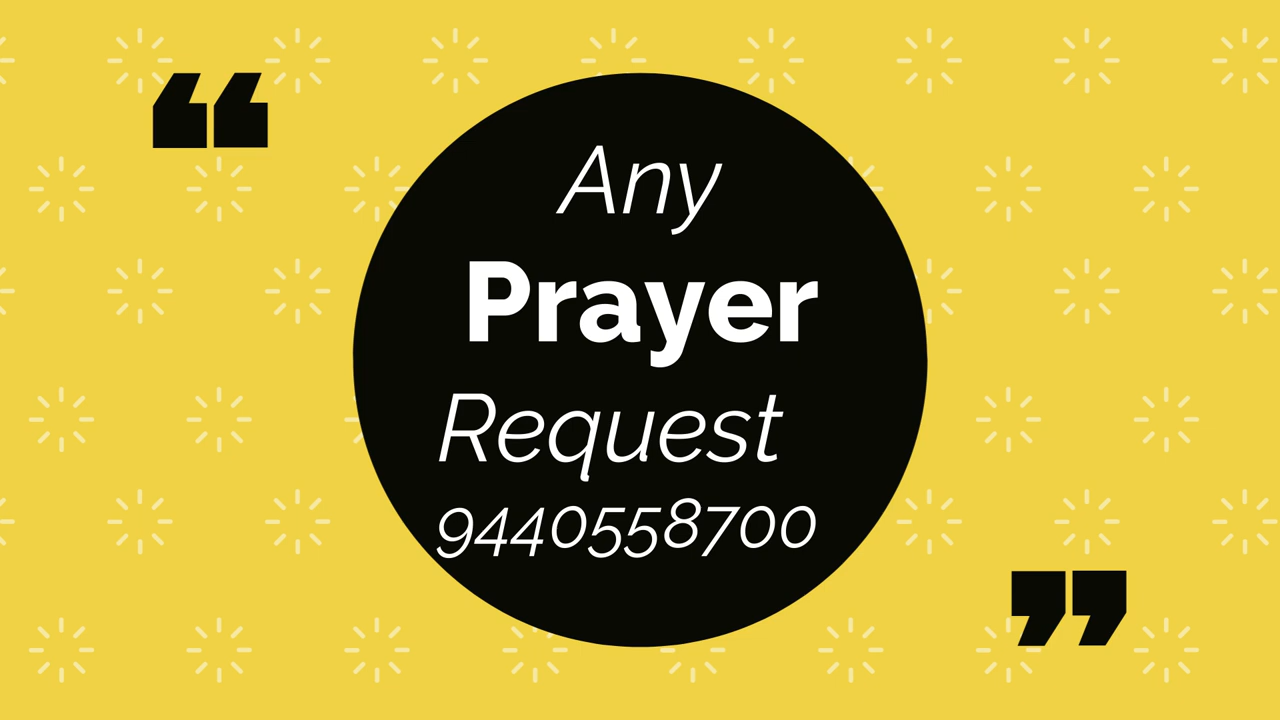 “
Any
Prayer
Request
9440558700
”